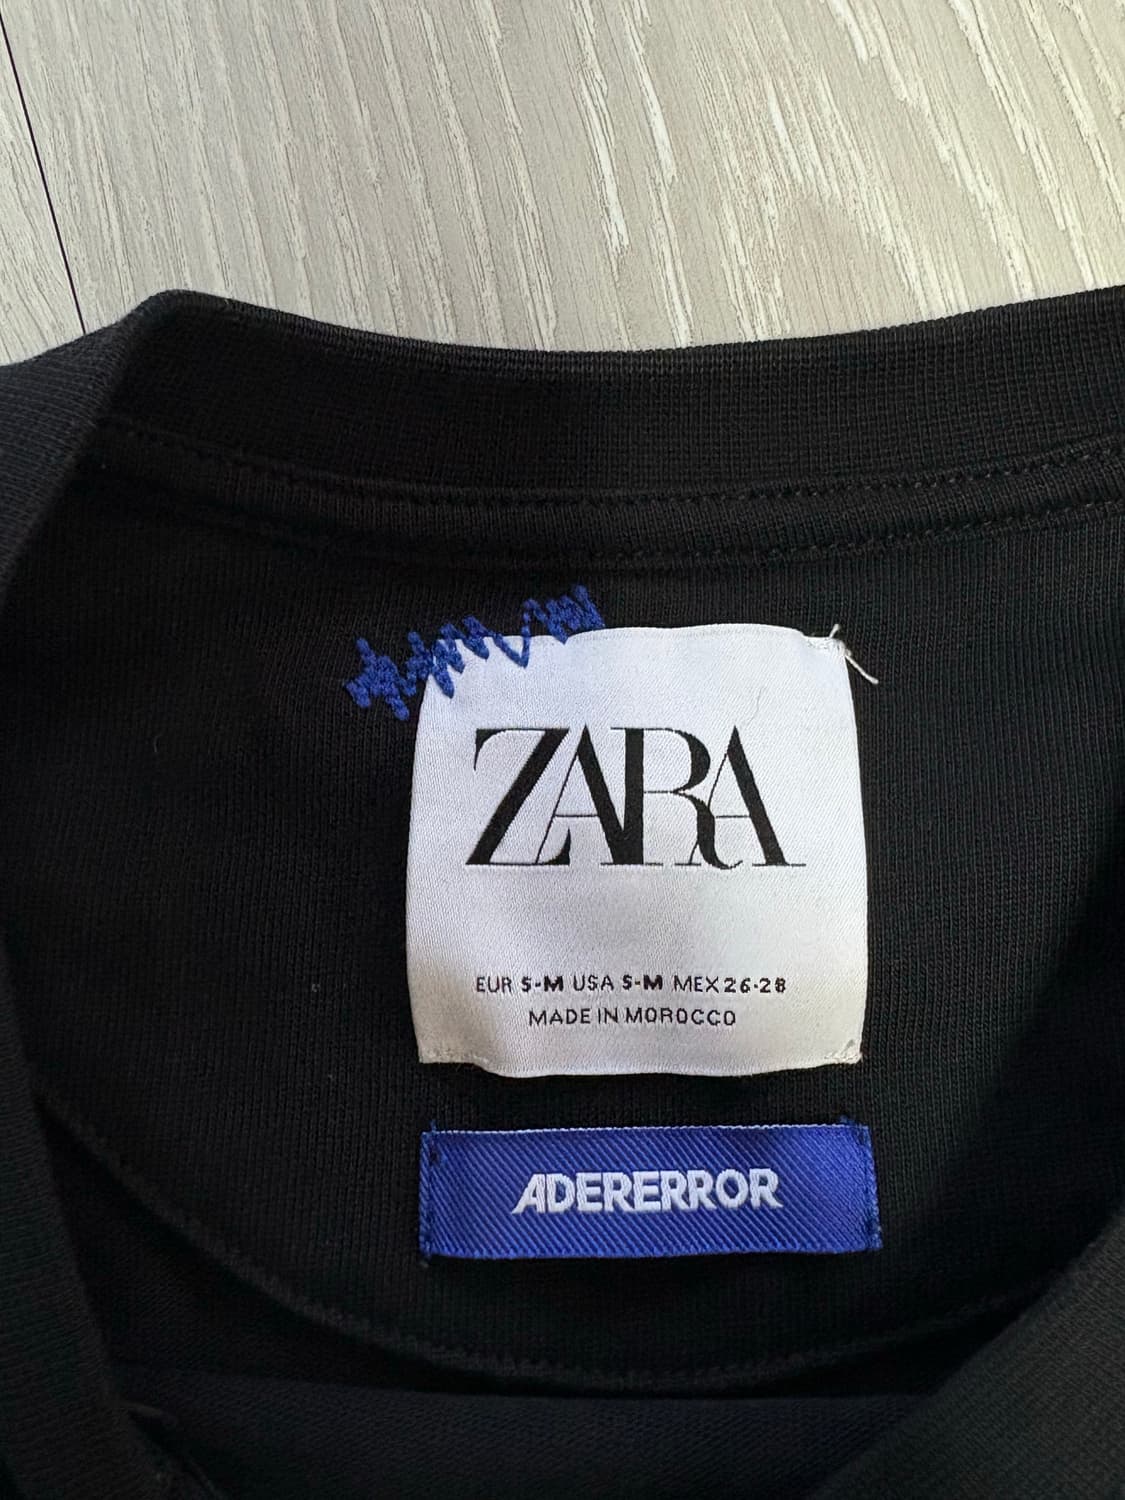 ZARA
EUR S-M USA S-M MEX 26-28
MADE IN MOROCCO
ADERERROR